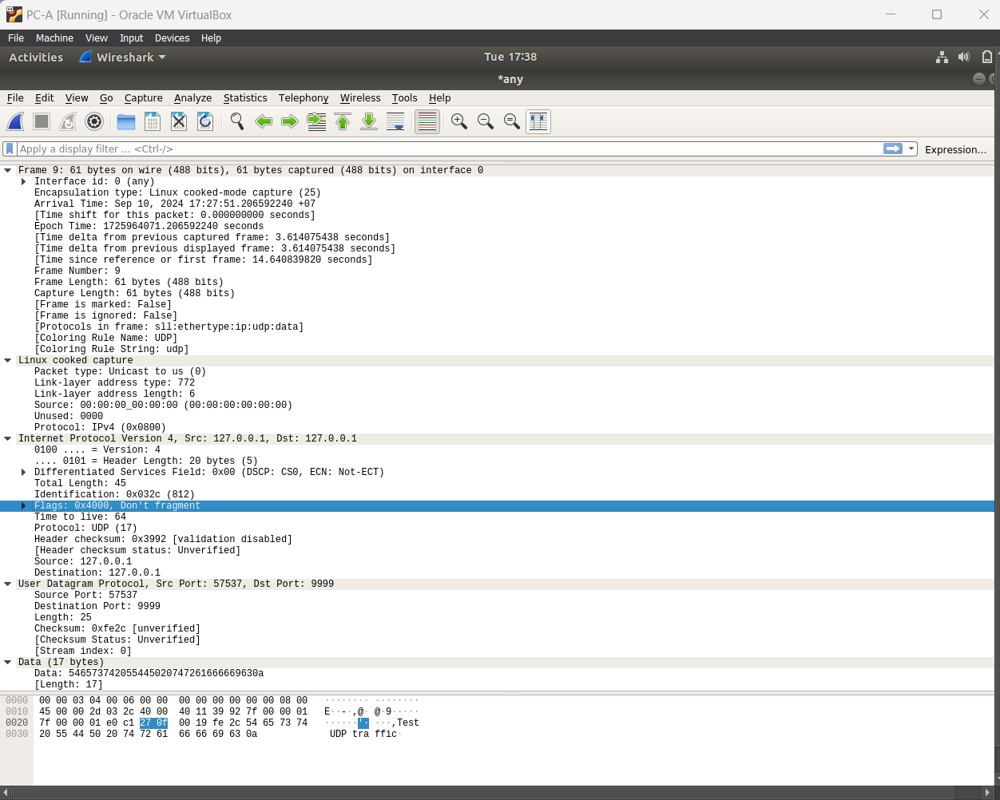 PC-A [Running] - Oracle VM VirtualBox
File Machine View Input Devices Help
Activities Wireshark Tue 17:38
*any
File Edit View Go Capture Analyze Statistics Telephony Wireless Tools Help
Apply a display filter ... <Ctrl-/> Expression...
Frame 9: 61 bytes on wire (488 bits), 61 bytes captured (488 bits) on interface 0
Interface id: 0 (any)
Encapsulation type: Linux cooked-mode capture (25)
Arrival Time: Sep 10, 2024 17:27:51.206592240 +07
[Time shift for this packet: 0.000000000 seconds]
Epoch Time: 1725964071.206592240 seconds
[Time delta from previous captured frame: 3.614075438 seconds]
[Time delta from previous displayed frame: 3.614075438 seconds]
[Time since reference or first frame: 14.640839820 seconds]
Frame Number: 9
Frame Length: 61 bytes (488 bits)
Capture Length: 61 bytes (488 bits)
[Frame is marked: False]
[Frame is ignored: False]
[Protocols in frame: sll:ethertype:ip:udp:data]
[Coloring Rule Name: UDP]
[Coloring Rule String: udp]
Linux cooked capture
Packet type: Unicast to us (0)
Link-layer address type: 772
Link-layer address length: 6
Source: 00:00:00_00:00:00 (00:00:00:00:00:00)
Unused: 0000
Protocol: IPv4 (0x0800)
Internet Protocol Version 4, Src: 127.0.0.1, Dst: 127.0.0.1
0100 .... = Version: 4
.... 0101 = Header Length: 20 bytes (5)
Differentiated Services Field: 0x00 (DSCP: CS0, ECN: Not-ECT)
Total Length: 45
Identification: 0x032c (812)
Flags: 0x4000, Don't fragment
Time to live: 64
Protocol: UDP (17)
Header checksum: 0x3992 [validation disabled]
[Header checksum status: Unverified]
Source: 127.0.0.1
Destination: 127.0.0.1
User Datagram Protocol, Src Port: 57537, Dst Port: 9999
Source Port: 57537
Destination Port: 9999
Length: 25
Checksum: 0xfe2c [unverified]
[Checksum Status: Unverified]
[Stream index: 0]
Data (17 bytes)
Data: 546573742055445020747261666669630a
[Length: 17]
0000 00 00 03 04 00 06 00 00 00 00 00 00 00 00 08 00 ········ ········
0010 45 00 00 2d 03 2c 40 00 40 11 39 92 7f 00 00 01 E··-·,@· @·9·····
0020 7f 00 00 01 e0 c1 27 0f 00 19 fe 2c 54 65 73 74 ······'· ···,Test
0030 20 55 44 50 20 74 72 61 66 66 69 63 0a UDP tra ffic·